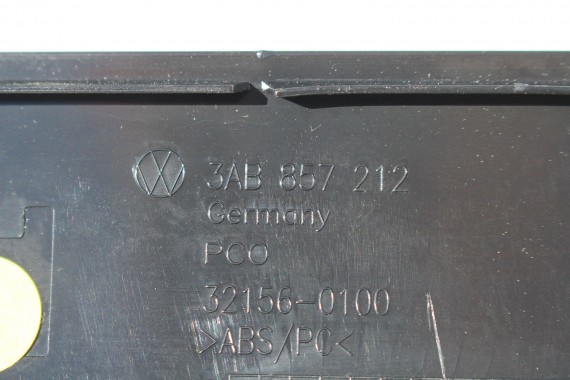 3AB 857 212
Germany
PCO
32156-0100
>ABS/PC<